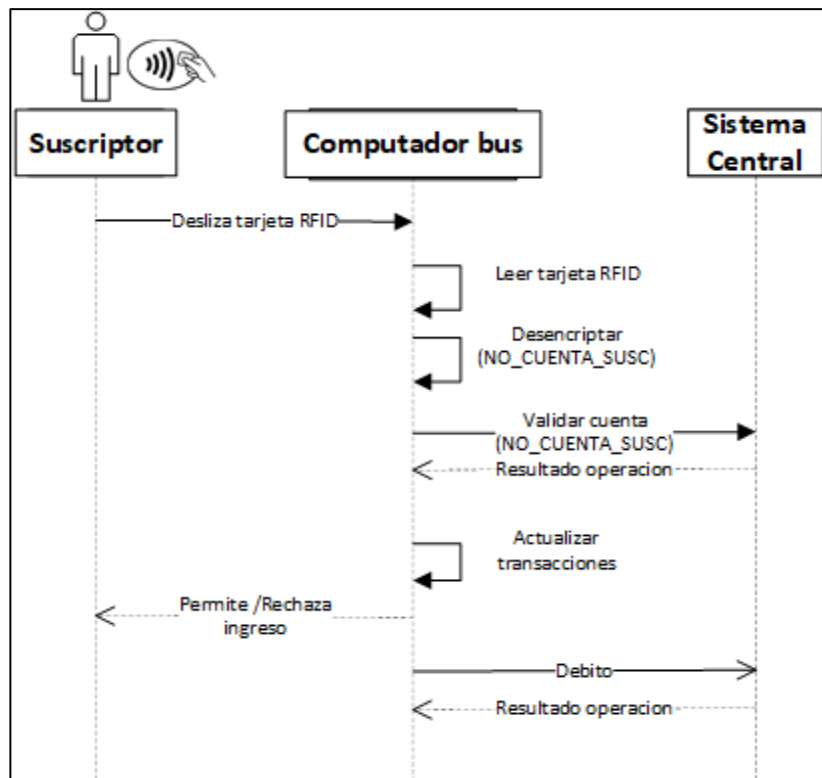 Suscriptor
Computador bus
Sistema
Central
Desliza tarjeta RFID
Leer tarjeta RFID
Desencriptar
(NO_CUENTA_SUSC)
Validar cuenta
(NO_CUENTA_SUSC)
Resultado operacion
Actualizar
transacciones
Permite /Rechaza
ingreso
Debito
Resultado operacion